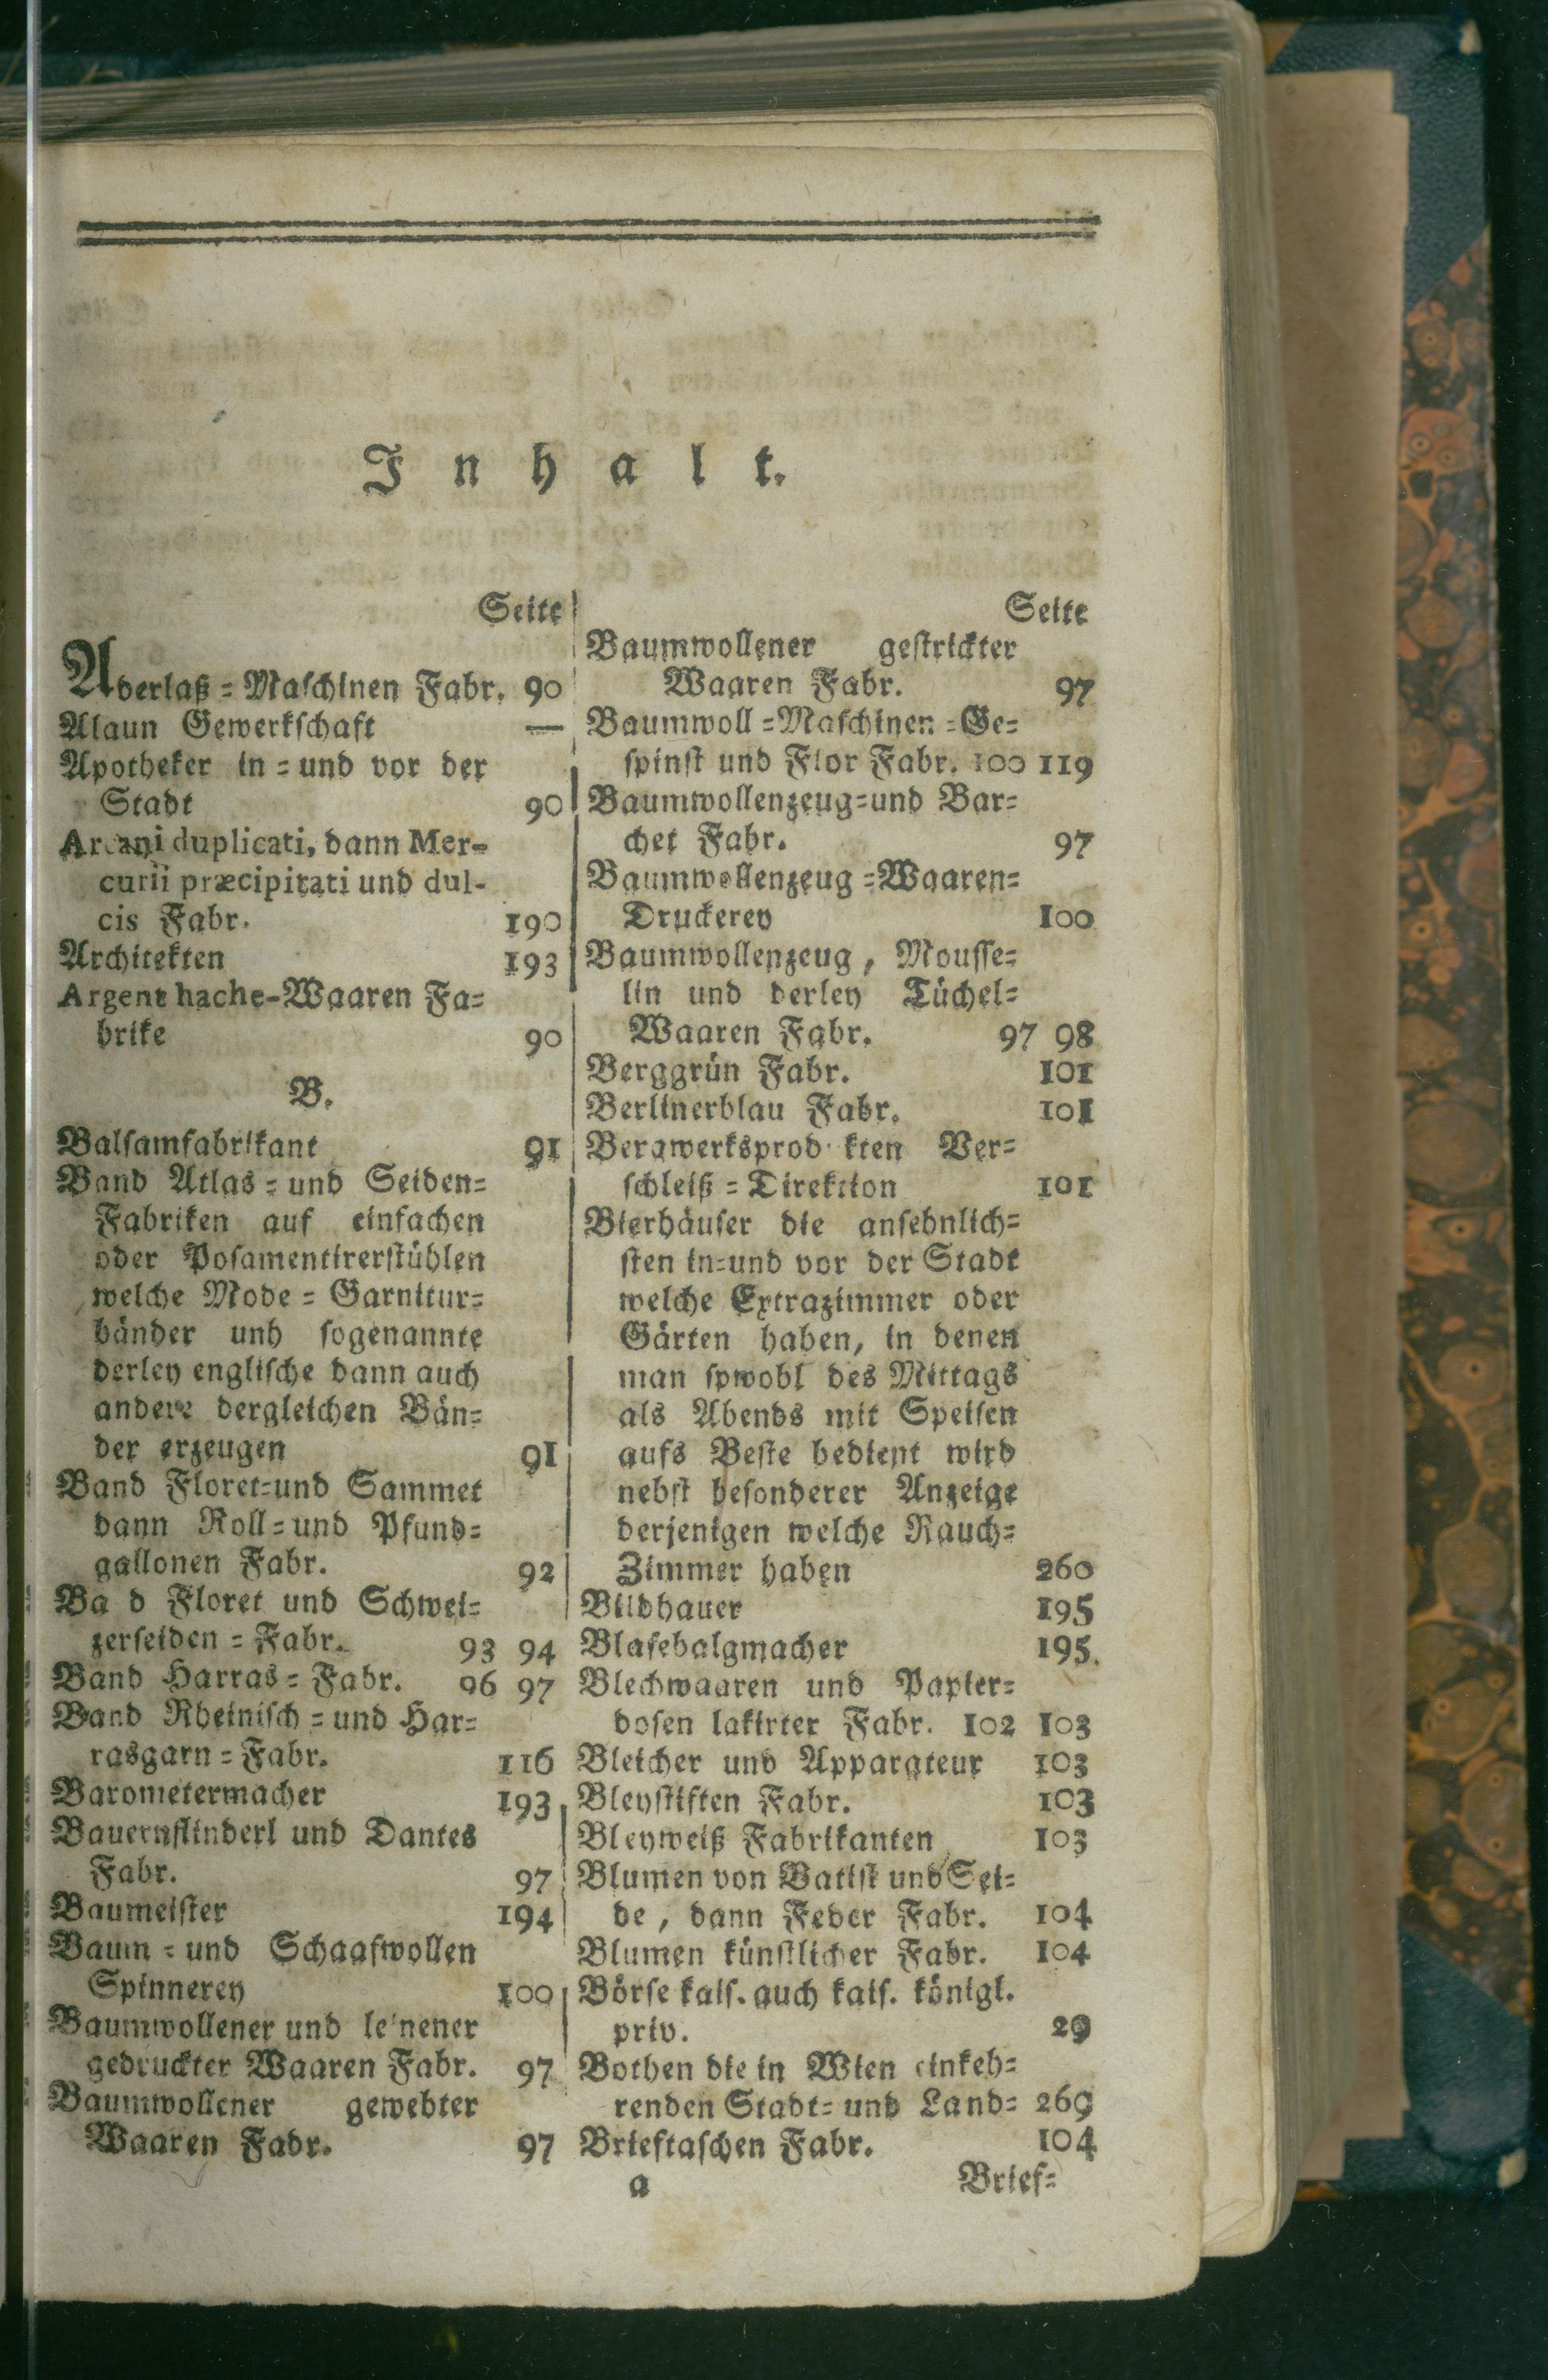 Inhalt.
Seite
Aderlaß=Maschinen Fabr. 90
Alaun Gewerkschaft —
Apotheker in=und vor der
Stadt 90
Arcani duplicati, dann Mer-
curii præcipitati und dul-
cis Fabr. 190
Architekten 193
Argent hache-Waaren Fa=
brike 90
B.
Balsamfabrikant 91
Band Atlas=und Seiden=
Fabriken auf einfachen
oder Posamentirerstühlen
welche Mode=Garnitur=
bänder unh sogenannte
derley englische dann auch
andere dergleichen Bän=
der erzeugen 91
Band Floret=und Sammet
dann Roll=und Pfund=
gallonen Fabr. 92
Ba d Floret und Schwei=
zerseiden=Fabr. 93 94
Band Harras=Fabr. 96 97
Band Rheinisch=und Har=
rasgarn=Fabr. 116
Barometermacher 193
Bauernflinderl und Dantes
Fabr. 97
Baumeister 194
Baum=und Schaafwollen
Spinnerey 100
Baumwollener und leinener
gedruckter Waaren Fabr. 97
Baumwollener gewebter
Waaren Fabr. 97
Seite
Baumwollener gestrickter
Waaren Fabr. 97
Baumwoll=Maschinen=Ge=
spinst und Flor Fabr. 100 119
Baumwollenzeug=und Bar=
chet Fabr. 97
Baumwollenzeug=Waaren=
Druckerey 100
Baumwollenzeug, Mousse=
lin und derley Tüchel=
Waaren Fabr. 97 98
Berggrün Fabr. 101
Berlinerblau Fabr. 101
Bergwerksprod kten Ver=
schleiß=Direktion 101
Bierhäuser die ansehnlich=
sten in=und vor der Stadt
welche Extrazimmer oder
Gärten haben, in denen
man sowohl des Mittags
als Abends mit Speisen
aufs Beste bedient wird
nebst besonderer Anzeige
derjenigen welche Rauch=
Zimmer haben 260
Bildhauer 195
Blasebalgmacher 195.
Blechwaaren und Papier=
dosen lakirter Fabr. 102 103
Bleicher und Apparateur 103
Bleystiften Fabr. 103
Bleyweiß Fabrikanten 103
Blumen von Batist und Sei=
de, dann Feder Fabr. 104
Blumen künstlicher Fabr. 104
Börse kais. auch kais. königl.
priv. 29
Bothen die in Wien einkeh=
renden Stadt=und Land= 269
Brieftaschen Fabr. 104
a Brief=